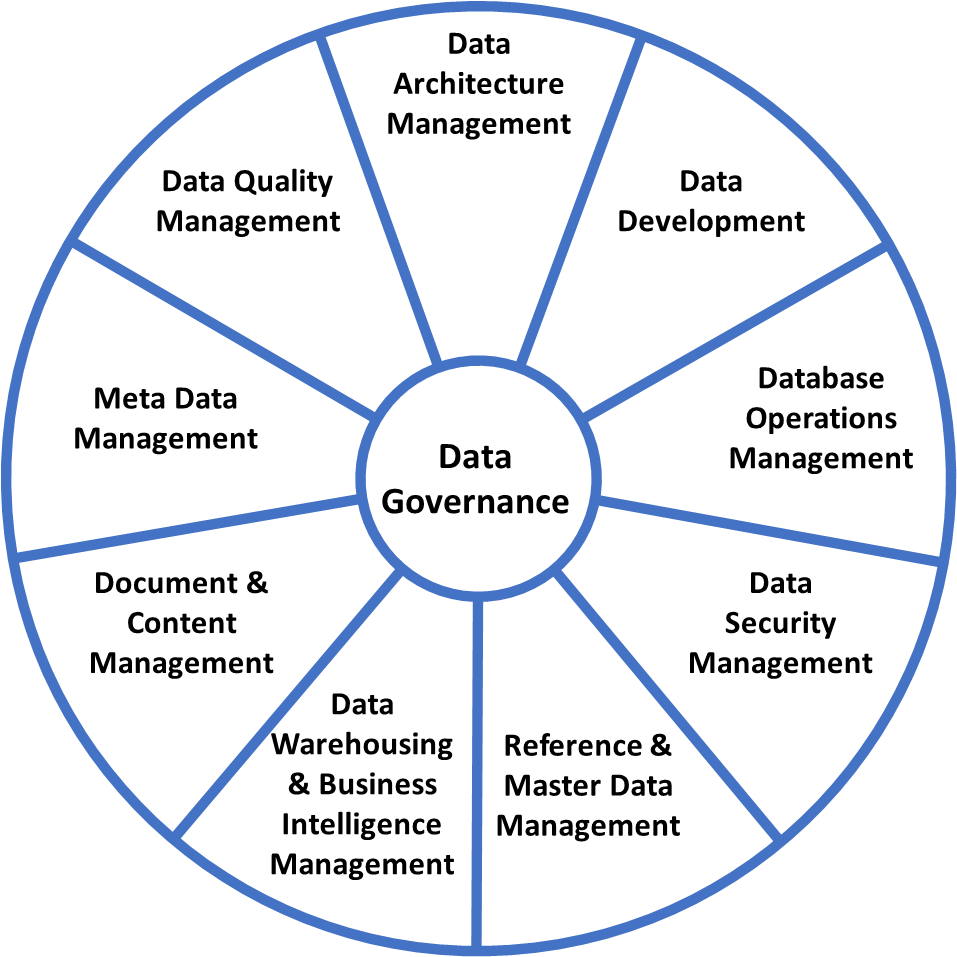 Data
Architecture
Management
Data
Development
Database
Operations
Management
Data
Security
Management
Reference &
Master Data
Management
Data
Warehousing
& Business
Intelligence
Management
Document &
Content
Management
Meta Data
Management
Data Quality
Management
Data
Governance